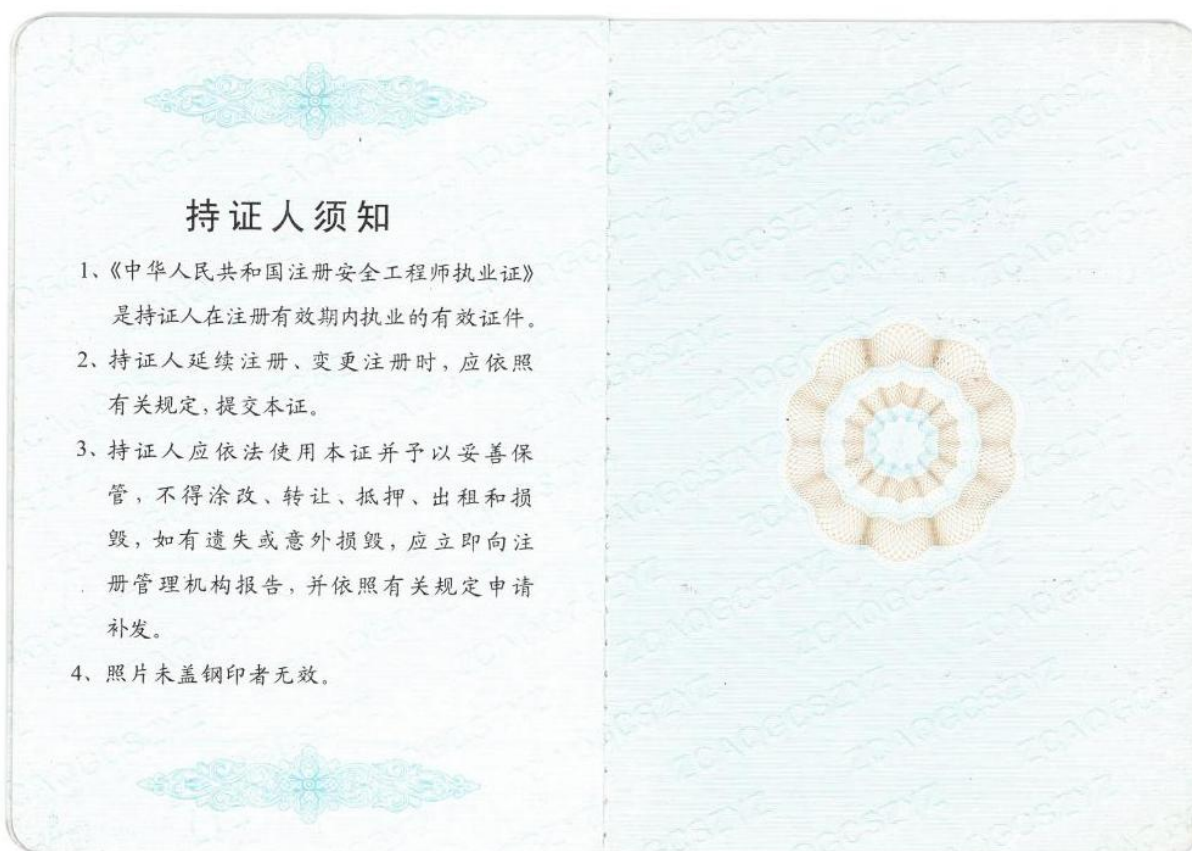 持证人须知
1、《中华人民共和国注册安全工程师执业证》
是持证人在注册有效期内执业的有效证件。
2、持证人延续注册、变更注册时，应依照
有关规定，提交本证。
3、持证人应依法使用本证并予以妥善保
管，不得涂改、转让、抵押、出租和损
毁，如有遗失或意外损毁，应立即向注
册管理机构报告，并依照有关规定申请
补发。
4、照片未盖钢印者无效。